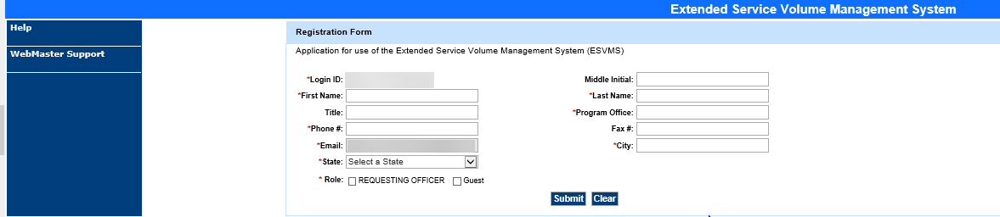 Extended Service Volume Management System
Help
WebMaster Support
Registration Form
Application for use of the Extended Service Volume Management System (ESVMS)
*Login ID: Middle Initial:
*First Name: *Last Name:
Title: *Program Office:
*Phone #: Fax #:
*Email: *City:
*State: Select a State
* Role: REQUESTING OFFICER Guest
Submit Clear